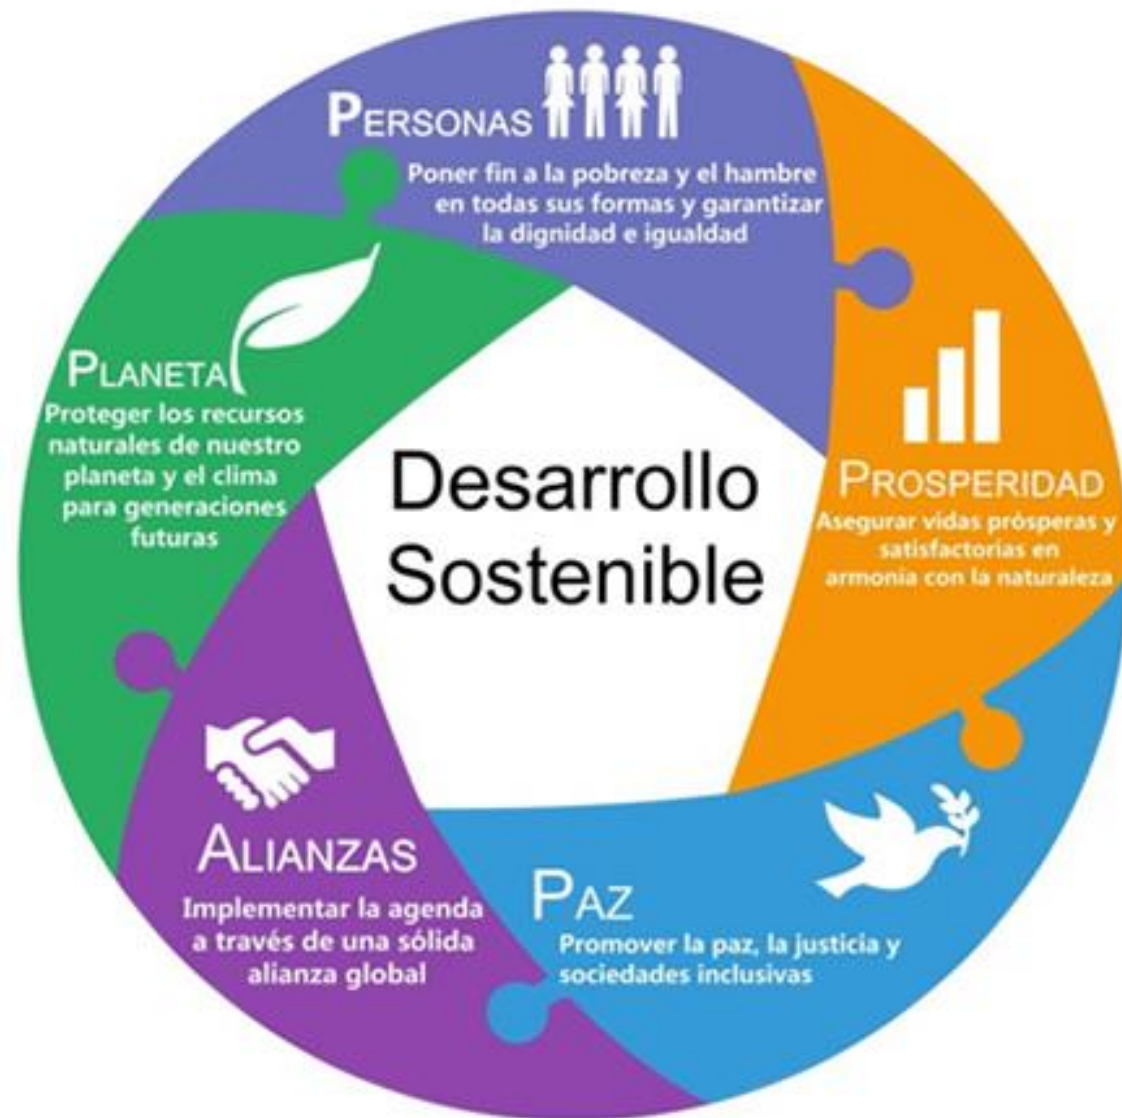 PERSONAS
Poner fin a la pobreza y el hambre
en todas sus formas y garantizar
la dignidad e igualdad
PROSPERIDAD
Asegurar vidas prósperas y
satisfactorias en
armonía con la naturaleza
PAZ
Promover la paz, la justicia y
sociedades inclusivas
ALIANZAS
Implementar la agenda
a través de una sólida
alianza global
PLANETA
Proteger los recursos
naturales de nuestro
planeta y el clima
para generaciones
futuras
Desarrollo
Sostenible